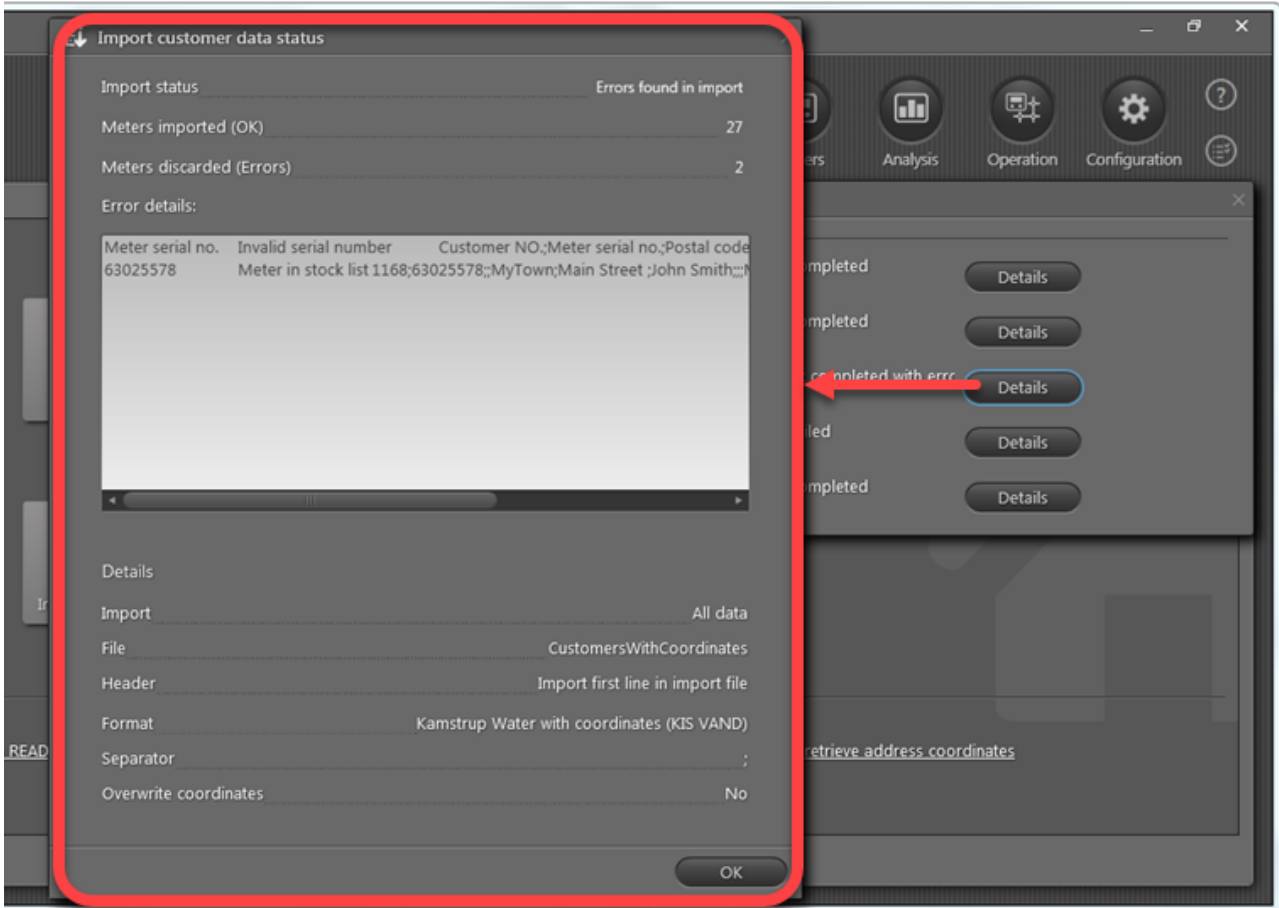 Import customer data status
Import status Errors found in import
Meters imported (OK) 27
Meters discarded (Errors) 2
Error details:
Meter serial no. Invalid serial number Customer NO.;Meter serial no.;Postal code
63025578 Meter in stock list 1168;63025578;;MyTown;Main Street ;John Smith;;;
Details
Import All data
File CustomersWithCoordinates
Header Import first line in import file
Format Kamstrup Water with coordinates (KIS VAND)
Separator ;
Overwrite coordinates No
OK
ers Analysis Operation Configuration
?
mpleted Details
mpleted Details
completed with erro Details
iled Details
mpleted Details
In
READ
retrieve address coordinates